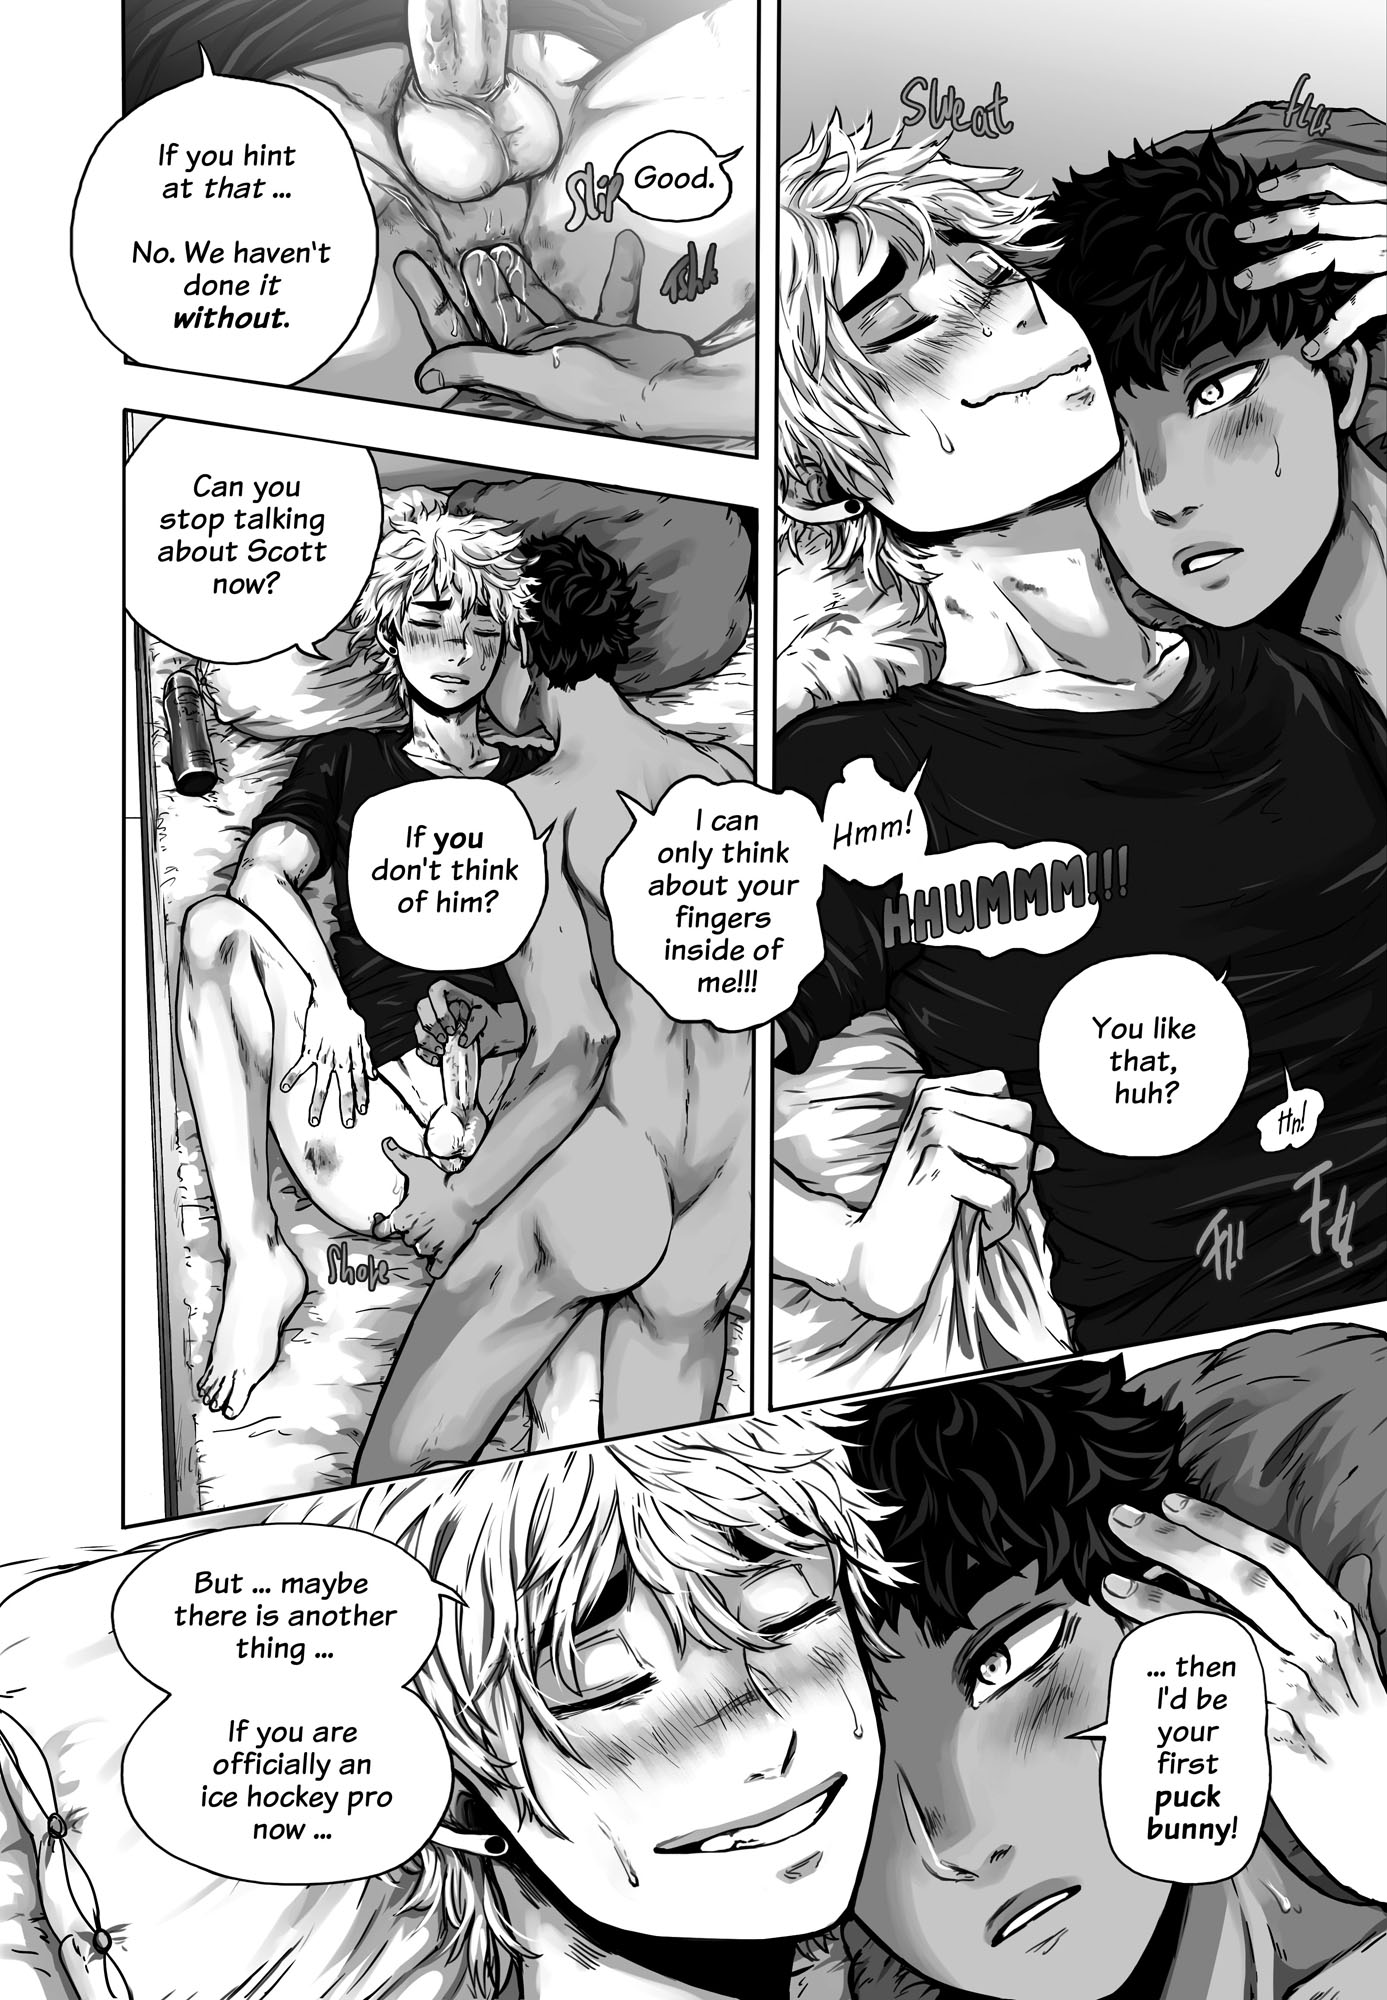 If you hint
at that ...
No. We haven't
done it
without.
Good.
Slip
Can you
stop talking
about Scott
now?
If you
don't think
of him?
I can
only think
about your
fingers
inside of
me!!!
Sweat
Hmm!
HHUMMM!!!
You like
that,
huh?
Hn!
But ... maybe
there is another
thing ...
If you are
officially an
ice hockey pro
now ...
... then
I'd be
your
first
puck
bunny!